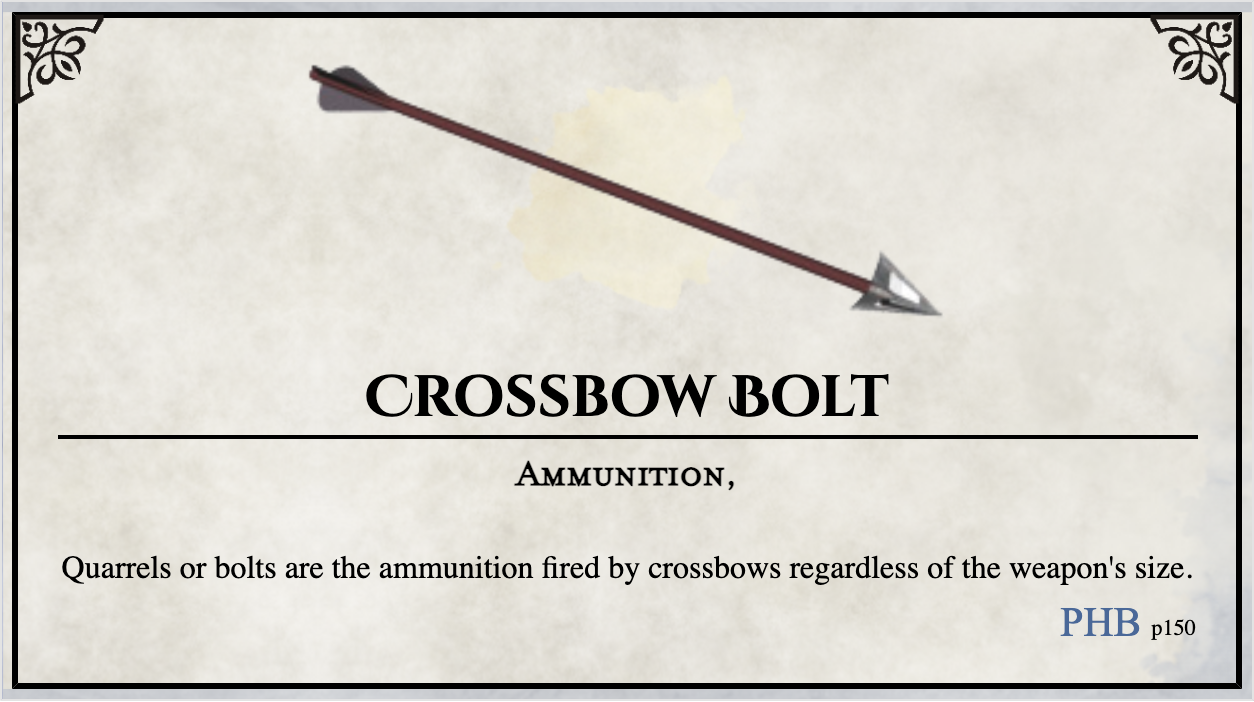 Crossbow Bolt
Ammunition,
Quarrels or bolts are the ammunition fired by crossbows regardless of the weapon's size.
PHB p150